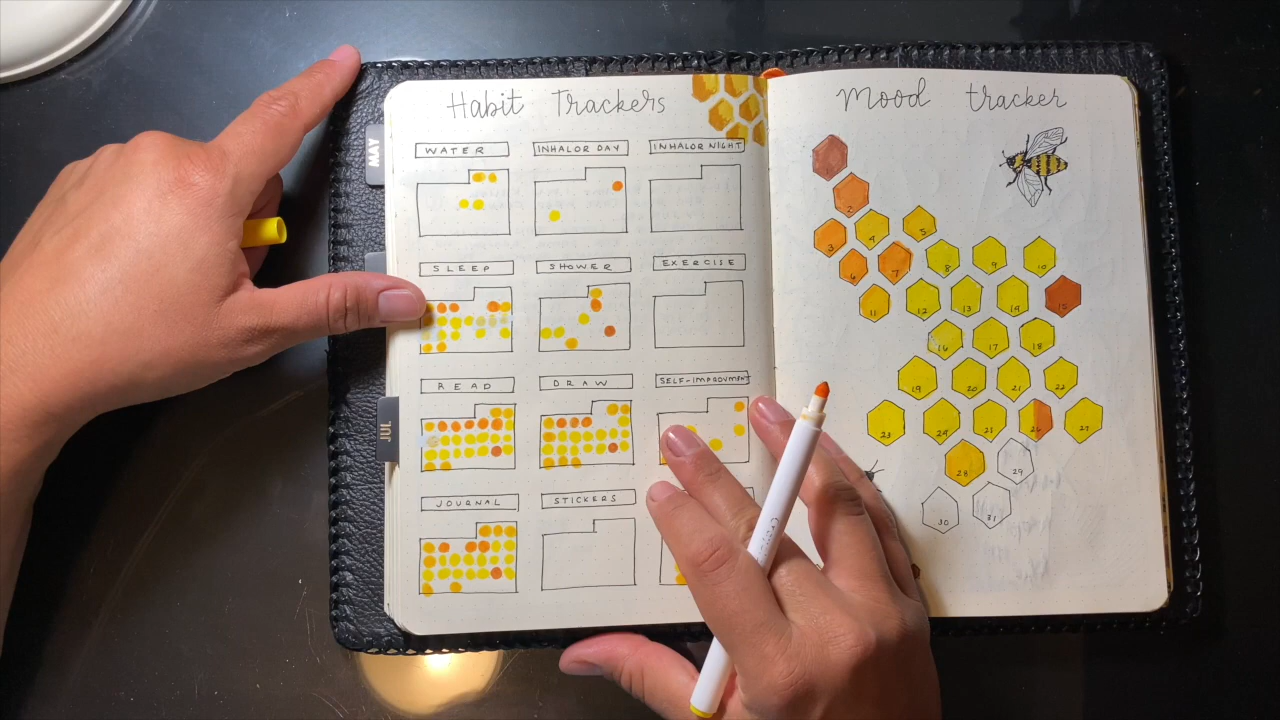 Habit Trackers
MAY
WATER
INHALOR DAY
INHALOR NIGHT
SLEEP
SHOWER
EXERCISE
READ
DRAW
SELF-IMPROVMENT
JUL
JOURNAL
STICKERS
Mood tracker
1
2
3
4
5
6
7
8
9
10
11
12
13
14
15
16
17
18
19
20
21
22
23
24
25
26
27
28
29
30
31